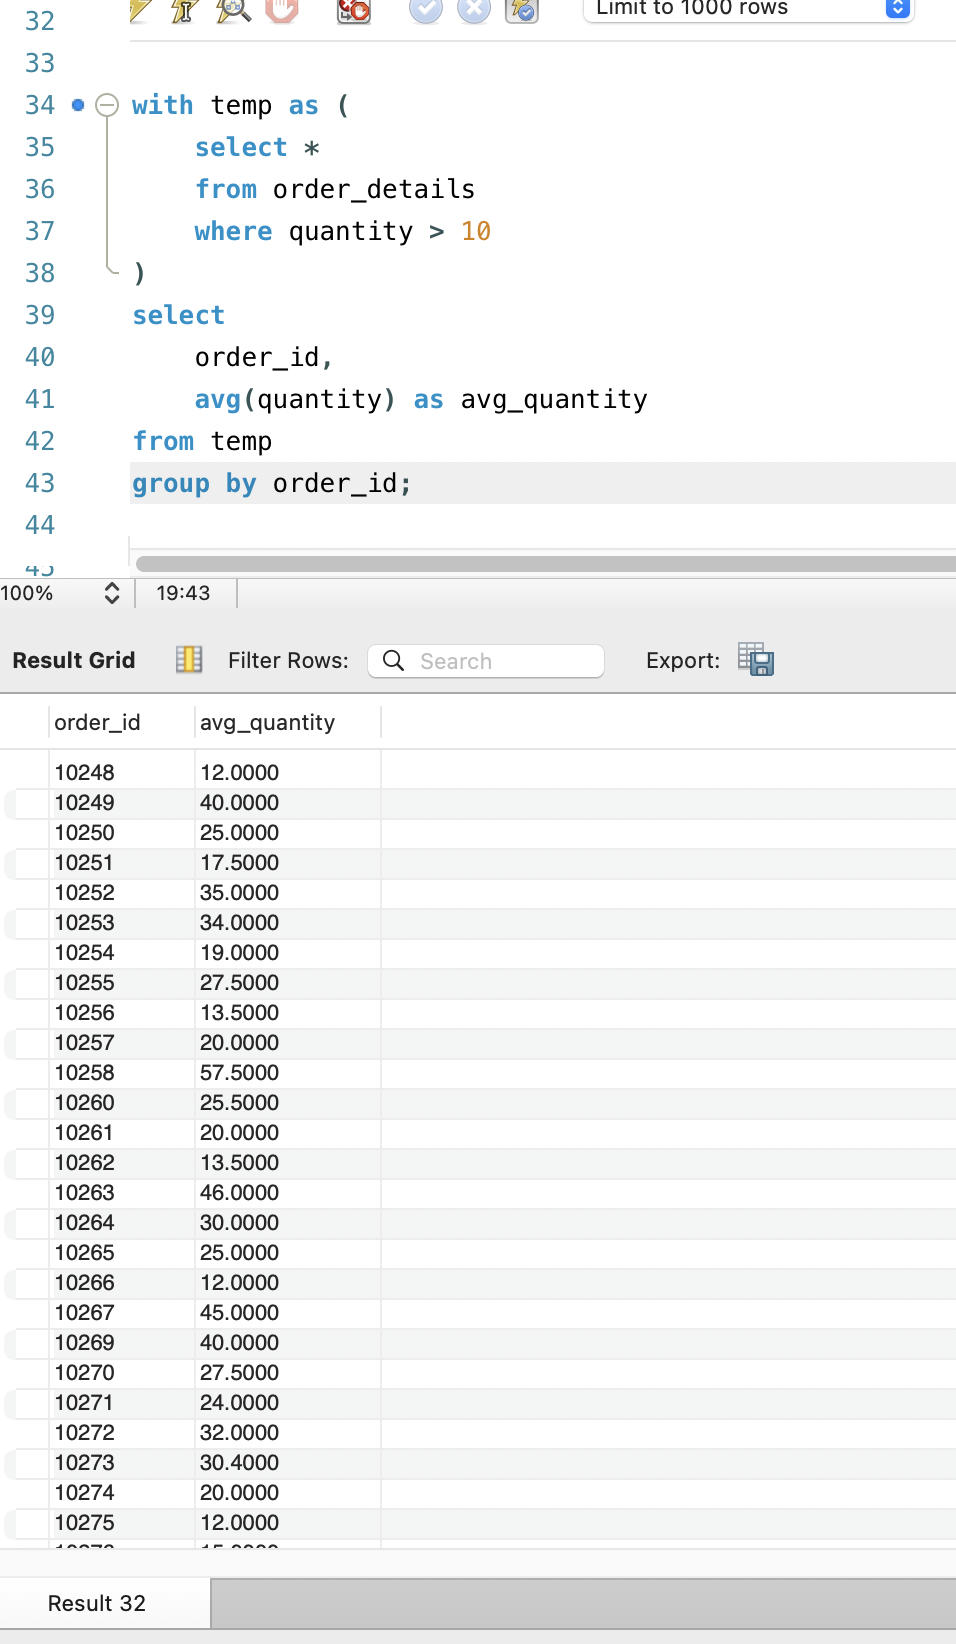 Limit to 1000 rows
32
33
34 with temp as (
35 select *
36 from order_details
37 where quantity > 10
38 )
39 select
40 order_id,
41 avg(quantity) as avg_quantity
42 from temp
43 group by order_id;
44
45
100% 19:43
Result Grid Filter Rows: Search Export:
order_id avg_quantity
10248 12.0000
10249 40.0000
10250 25.0000
10251 17.5000
10252 35.0000
10253 34.0000
10254 19.0000
10255 27.5000
10256 13.5000
10257 20.0000
10258 57.5000
10260 25.5000
10261 20.0000
10262 13.5000
10263 46.0000
10264 30.0000
10265 25.0000
10266 12.0000
10267 45.0000
10269 40.0000
10270 27.5000
10271 24.0000
10272 32.0000
10273 30.4000
10274 20.0000
10275 12.0000
Result 32